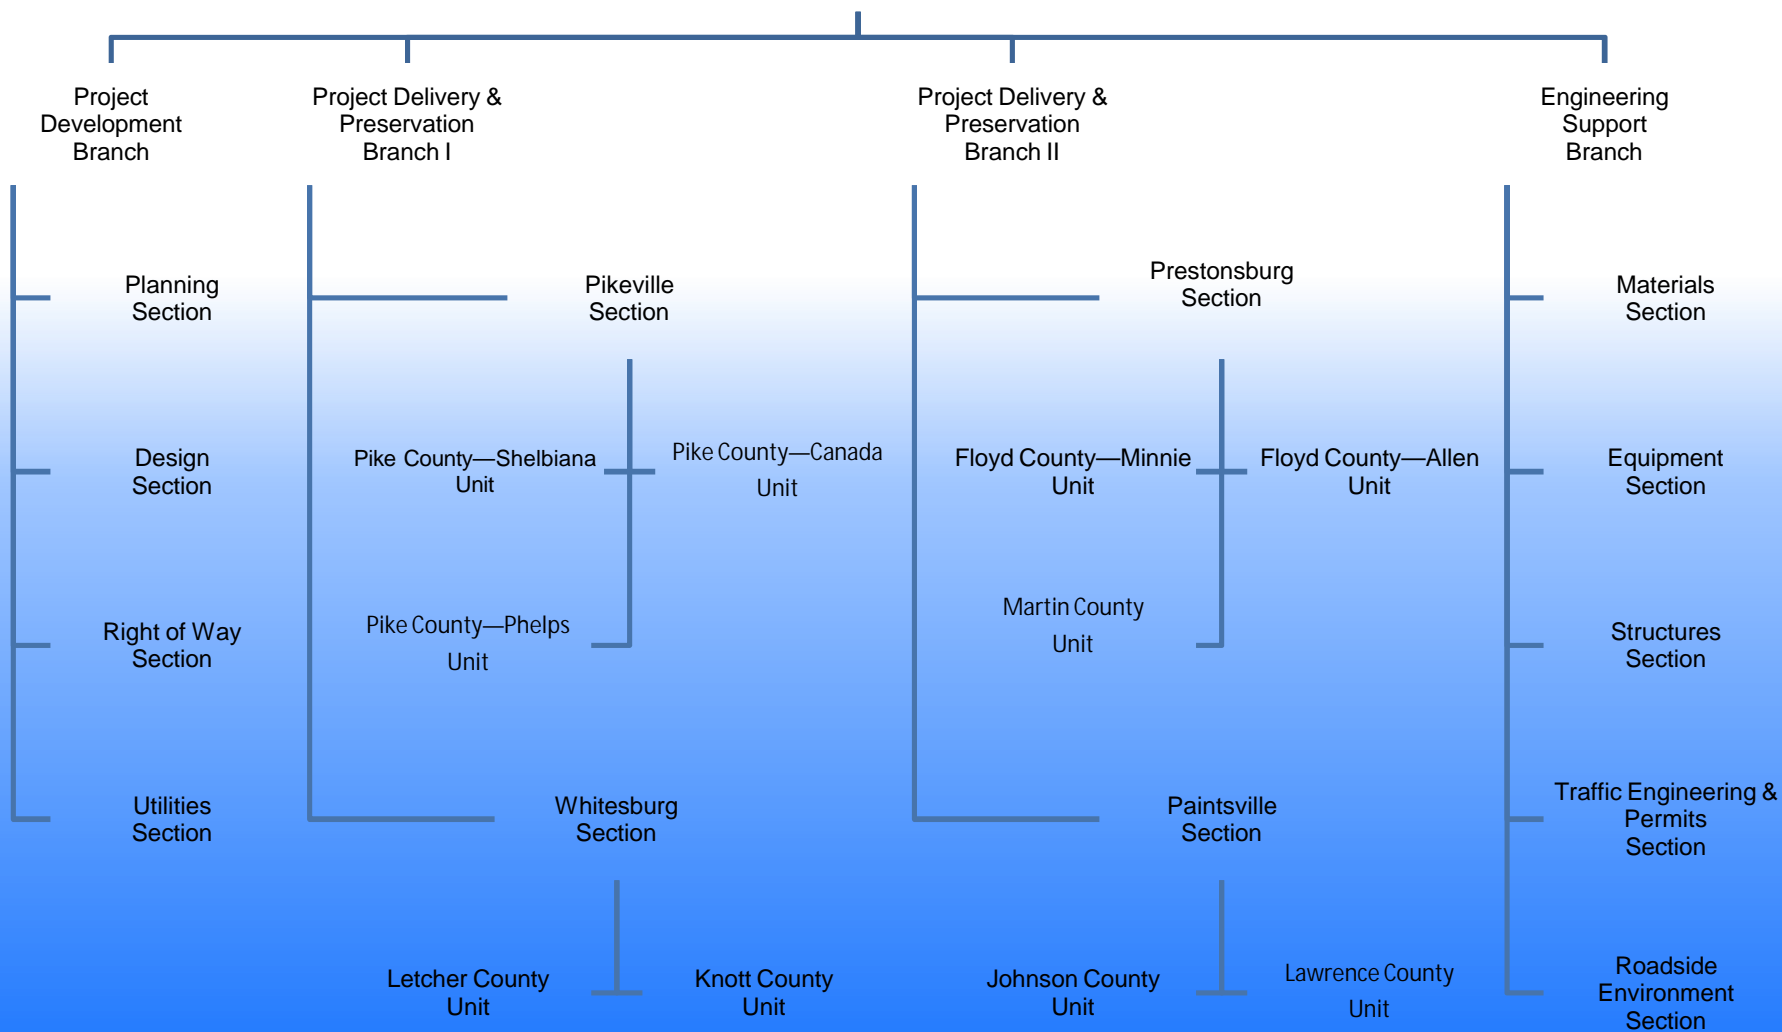 Project
Development
Branch
Project Delivery &
Preservation
Branch I
Project Delivery &
Preservation
Branch II
Engineering
Support
Branch
Planning
Section
Pikeville
Section
Prestonsburg
Section
Materials
Section
Design
Section
Pike County—Shelbiana
Unit
Pike County—Canada
Unit
Floyd County—Minnie
Unit
Floyd County—Allen
Unit
Equipment
Section
Right of Way
Section
Pike County—Phelps
Unit
Martin County
Unit
Structures
Section
Utilities
Section
Whitesburg
Section
Paintsville
Section
Traffic Engineering &
Permits
Section
Letcher County
Unit
Knott County
Unit
Johnson County
Unit
Lawrence County
Unit
Roadside
Environment
Section